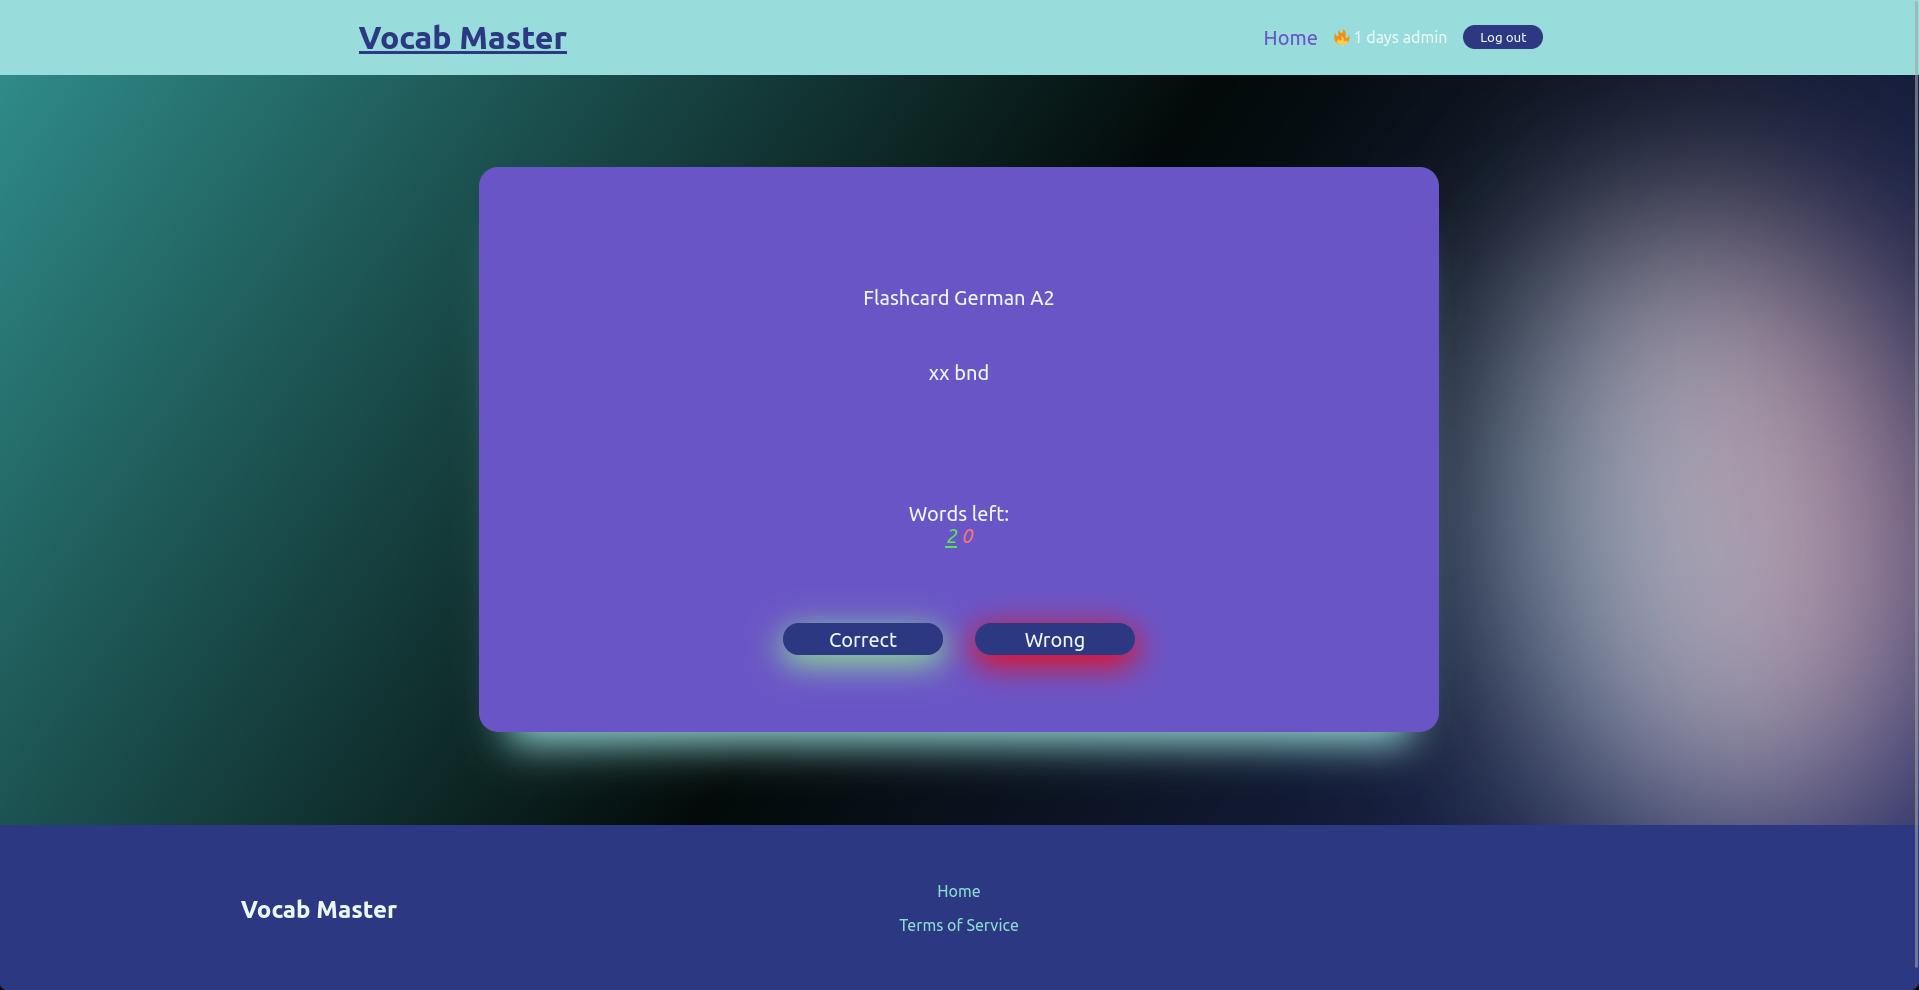 Vocab Master
Home 🔥 1 days admin Log out
Flashcard German A2
xx bnd
Words left:
2 0
Correct Wrong
Vocab Master
Home
Terms of Service